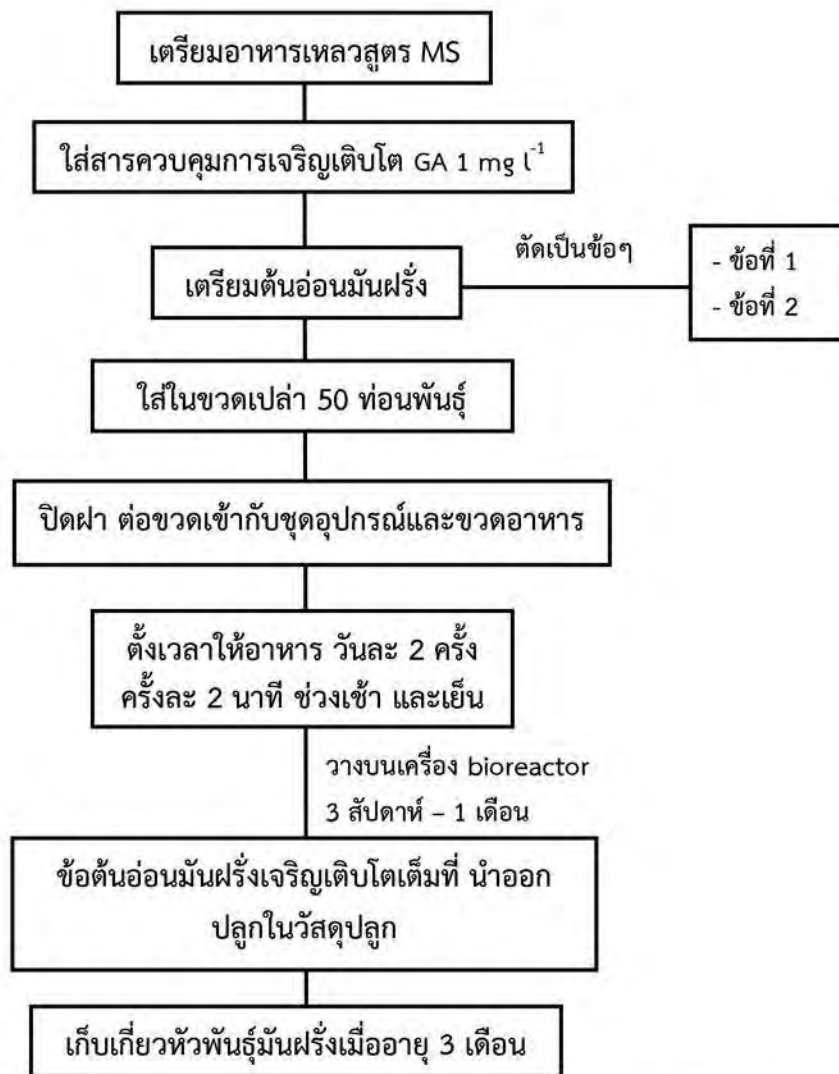 เตรียมอาหารเหลวสูตร MS
ใส่สารควบคุมการเจริญเติบโต GA 1 mg l⁻¹
เตรียมต้นอ่อนมันฝรั่ง
ตัดเป็นข้อๆ
- ข้อที่ 1
- ข้อที่ 2
ใส่ในขวดเปล่า 50 ท่อนพันธุ์
ปิดฝา ต่อขวดเข้ากับชุดอุปกรณ์และขวดอาหาร
ตั้งเวลาให้อาหาร วันละ 2 ครั้ง
ครั้งละ 2 นาที ช่วงเช้า และเย็น
วางบนเครื่อง bioreactor
3 สัปดาห์ – 1 เดือน
ข้อต้นอ่อนมันฝรั่งเจริญเติบโตเต็มที่ นำออก
ปลูกในวัสดุปลูก
เก็บเกี่ยวหัวพันธุ์มันฝรั่งเมื่ออายุ 3 เดือน